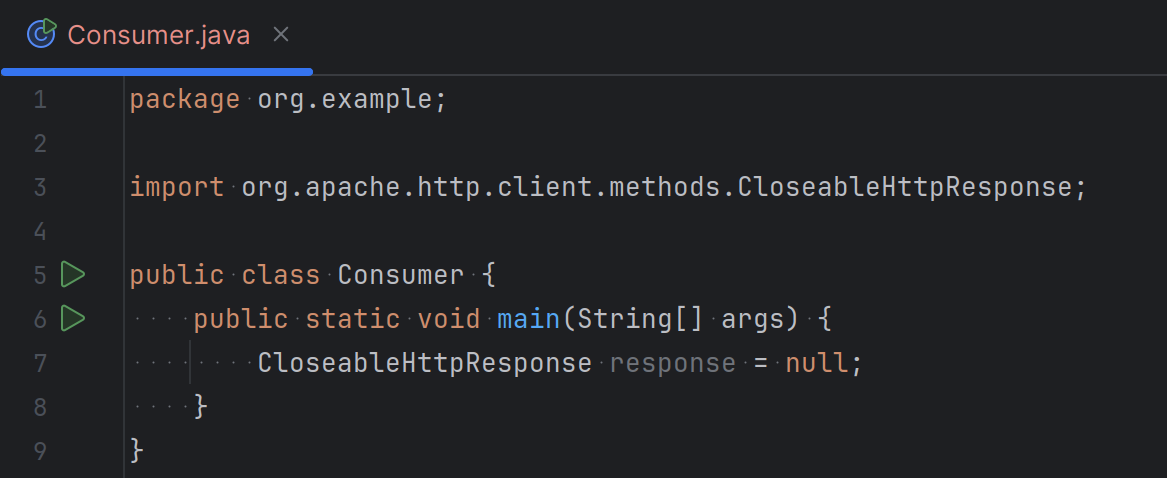 Consumer.java
1 package org.example;
2
3 import org.apache.http.client.methods.CloseableHttpResponse;
4
5 public class Consumer {
6     public static void main(String[] args) {
7         CloseableHttpResponse response = null;
8     }
9 }